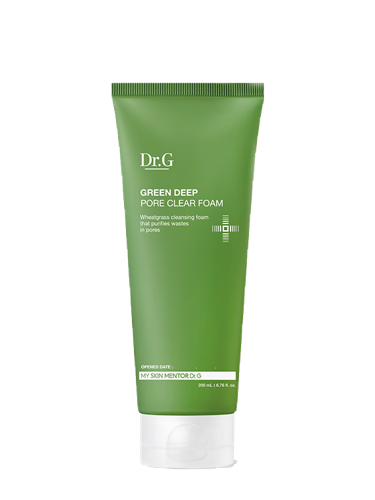 Dr.G
GREEN DEEP
PORE CLEAR FOAM
Wheatgrass cleansing foam
that purifies wastes
in pores
OPENED DATE :
MY SKIN MENTOR Dr.G
200 mL : 6.76 fl. oz.